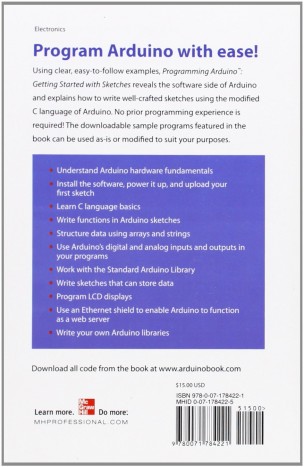 Electronics
Program Arduino with ease!
Using clear, easy-to-follow examples, Programming Arduino™:
Getting Started with Sketches reveals the software side of Arduino
and explains how to write well-crafted sketches using the modified
C language of Arduino. No prior programming experience is
required! The downloadable sample programs featured in the
book can be used as-is or modified to suit your purposes.
Understand Arduino hardware fundamentals
Install the software, power it up, and upload your
first sketch
Learn C language basics
Write functions in Arduino sketches
Structure data using arrays and strings
Use Arduino's digital and analog inputs and outputs in
your programs
Work with the Standard Arduino Library
Write sketches that can store data
Program LCD displays
Use an Ethernet shield to enable Arduino to function
as a web server
Write your own Arduino libraries
Download all code from the book at www.arduinobook.com
$15.00 USD
Mc
Graw
Hill
Learn more. Do more.
MHPROFESSIONAL.COM
ISBN 978-0-07-178422-1
MHID 0-07-178422-5
51500
9 780071 784221